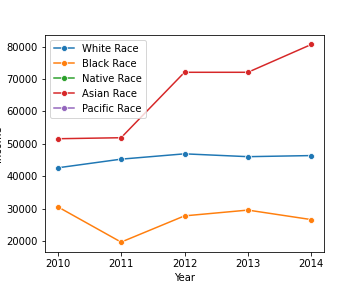 80000
70000
60000
50000
40000
30000
20000
White Race
Black Race
Native Race
Asian Race
Pacific Race
2010 2011 2012 2013 2014
Year